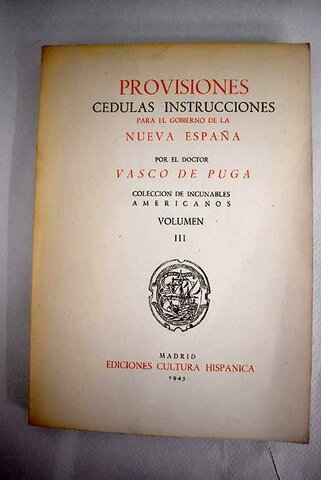 PROVISIONES
CEDULAS INSTRUCCIONES
PARA EL GOBIERNO DE LA
NUEVA ESPAÑA
POR EL DOCTOR
VASCO DE PUGA
COLECCION DE INCUNABLES
AMERICANOS
VOLUMEN
III
MADRID
EDICIONES CULTURA HISPANICA
1945